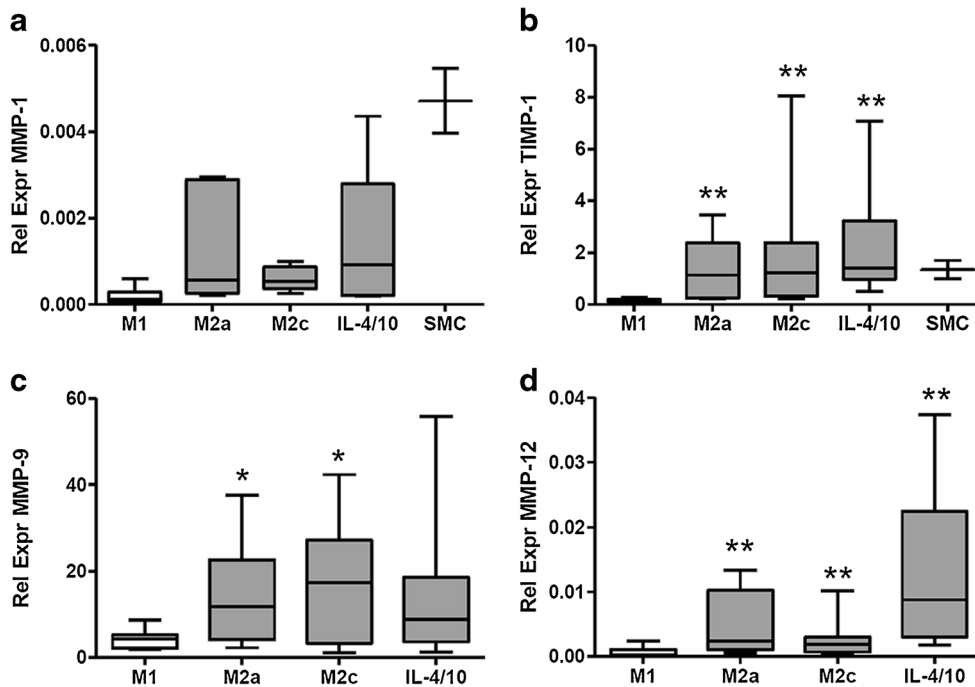 a
Rel Expr MMP-1
0.006
0.004
0.002
0.000
M1 M2a M2c IL-4/10 SMC
b
Rel Expr TIMP-1
10
8
6
4
2
0
** ** **
M1 M2a M2c IL-4/10 SMC
c
Rel Expr MMP-9
60
40
20
0
* *
M1 M2a M2c IL-4/10
d
Rel Expr MMP-12
0.04
0.03
0.02
0.01
0.00
** ** **
M1 M2a M2c IL-4/10